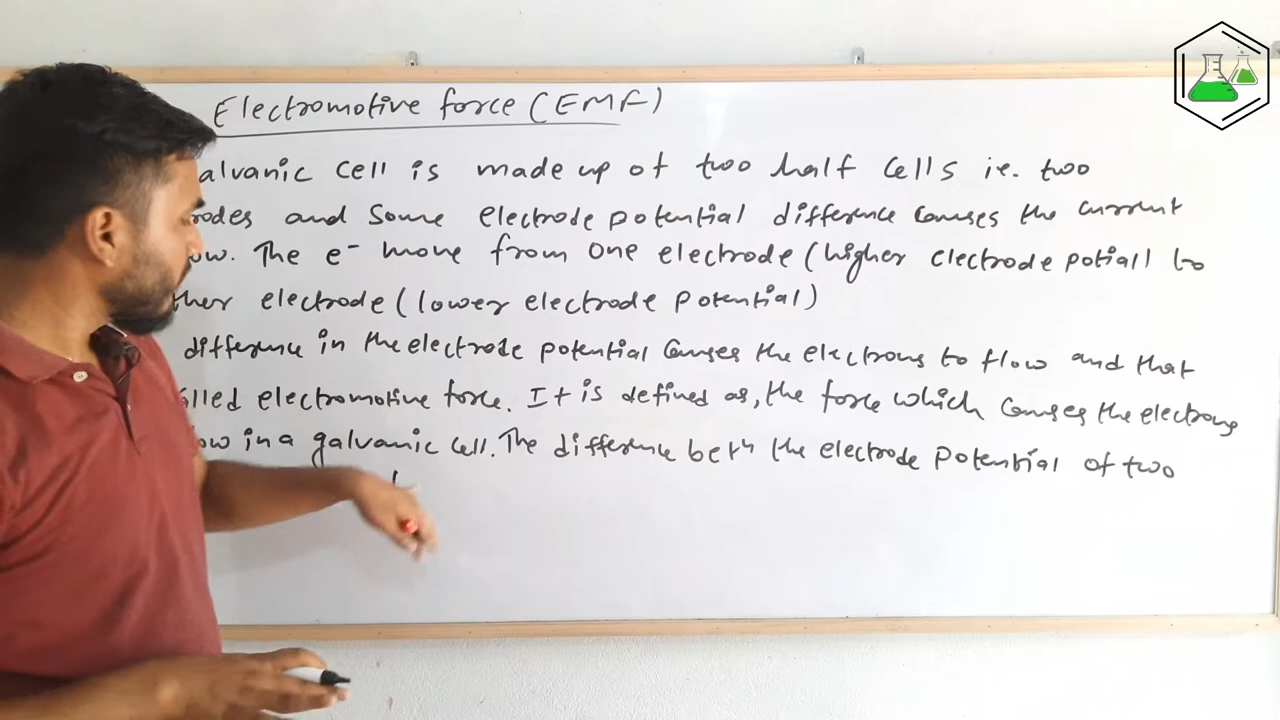 Electromotive force (EMF)
alvanic cell is made up of two half cells ie. two
rodes and some electrode potential difference causes the current
ow. The e⁻ move from one electrode (higher electrode potiall) to
ther electrode (lower electrode potential)
difference in the electrode potential causes the electrons to flow and that
lled electromotive force. It is defined as, the force which causes the electrons
low in a galvanic cell. The difference betⁿ the electrode potential of two